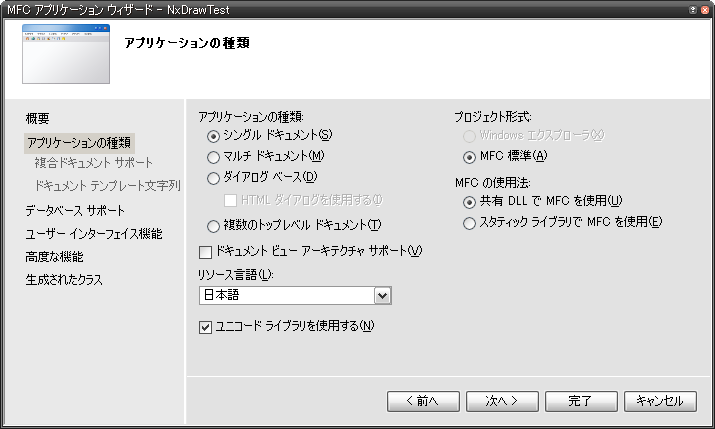 MFC アプリケーション ウィザード - NxDrawTest
アプリケーションの種類
概要
アプリケーションの種類
複合ドキュメント サポート
ドキュメント テンプレート文字列
データベース サポート
ユーザー インターフェイス機能
高度な機能
生成されたクラス
アプリケーションの種類:
シングル ドキュメント(S)
マルチ ドキュメント(M)
ダイアログ ベース(D)
HTML ダイアログを使用する(I)
複数のトップレベル ドキュメント(T)
ドキュメント ビュー アーキテクチャ サポート(V)
リソース言語(L):
日本語
ユニコード ライブラリを使用する(N)
プロジェクト形式:
Windows エクスプローラ(X)
MFC 標準(A)
MFC の使用法:
共有 DLL で MFC を使用(U)
スタティック ライブラリで MFC を使用(E)
< 前へ
次へ >
完了
キャンセル